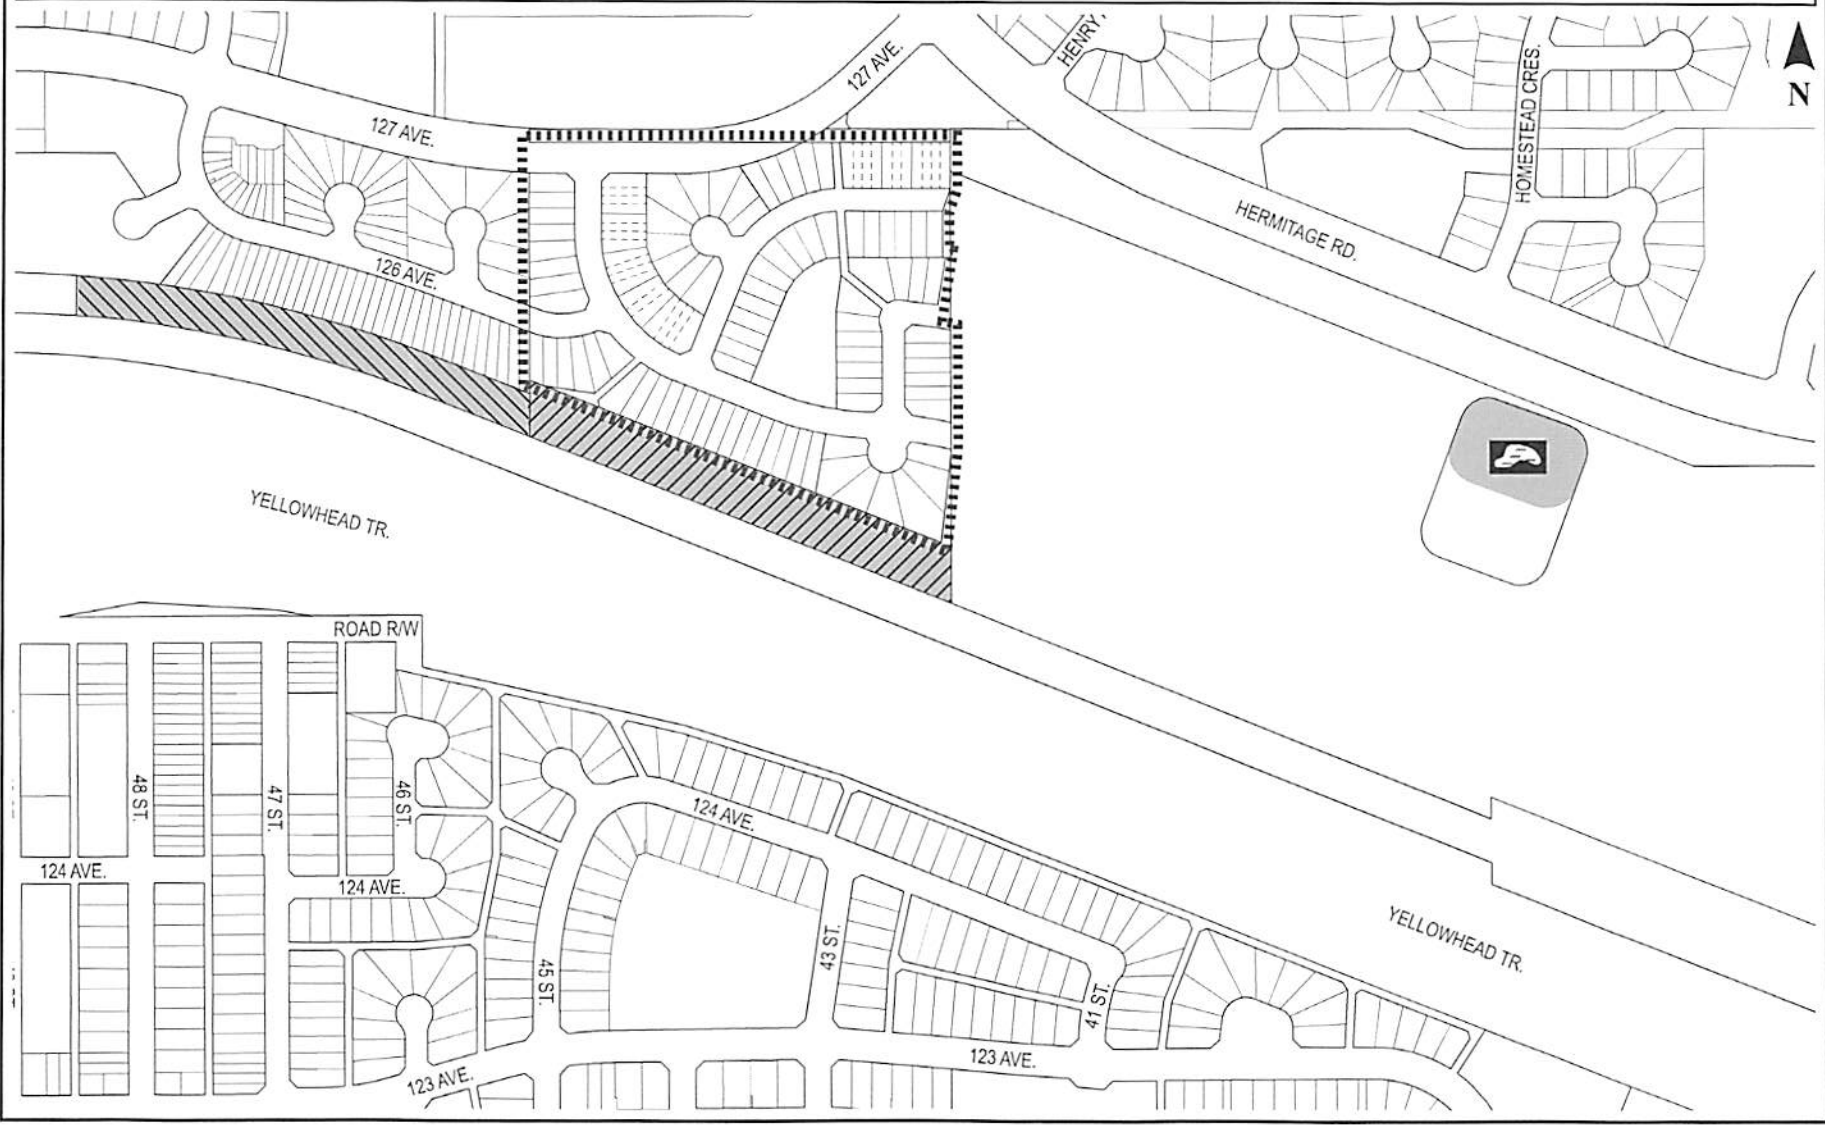 HENRY
127 AVE.
HOMESTEAD CRES.
N
127 AVE.
HERMITAGE RD.
126 AVE.
YELLOWHEAD TR.
ROAD R/W
48 ST.
47 ST.
46 ST.
124 AVE.
124 AVE.
124 AVE.
YELLOWHEAD TR.
45 ST.
43 ST.
41 ST.
123 AVE.
123 AVE.